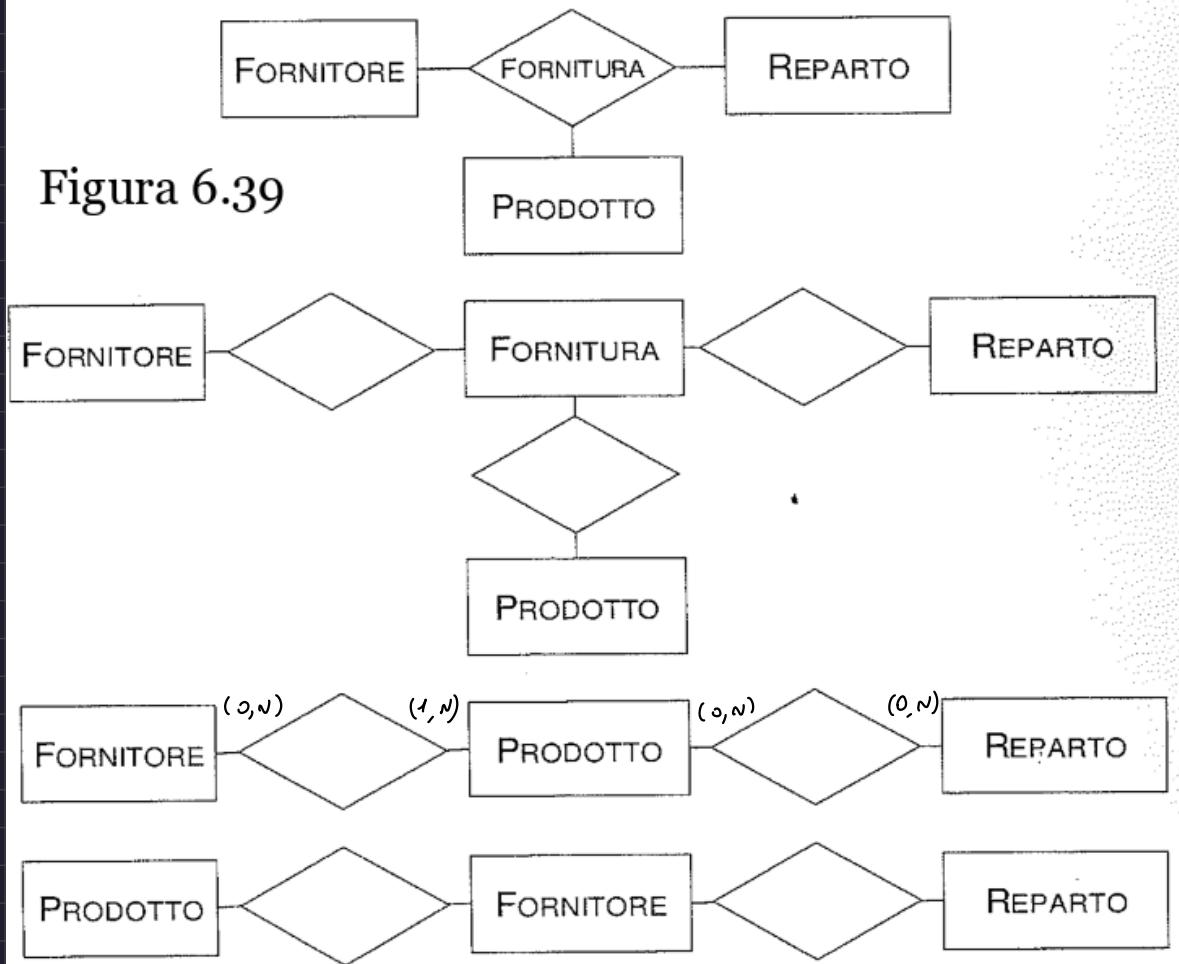 FORNITORE FORNITURA REPARTO
Figura 6.39
PRODOTTO
FORNITORE FORNITURA REPARTO
PRODOTTO
(0,N) (1,N) (0,N) (0,N)
FORNITORE PRODOTTO REPARTO
PRODOTTO FORNITORE REPARTO